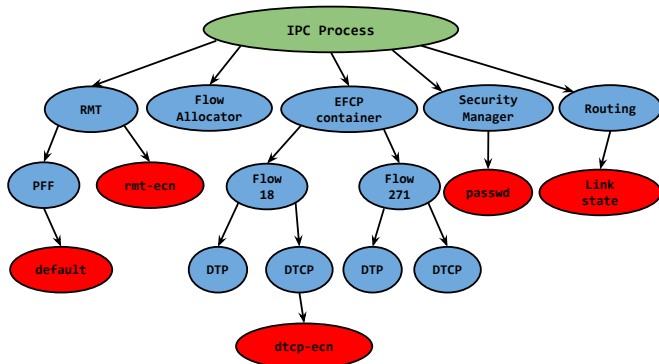 IPC Process
RMT
Flow
Allocator
EFCP
container
Security
Manager
Routing
PFF
rmt-ecn
Flow
18
Flow
271
passwd
Link
state
default
DTP
DTCP
DTP
DTCP
dtcp-ecn